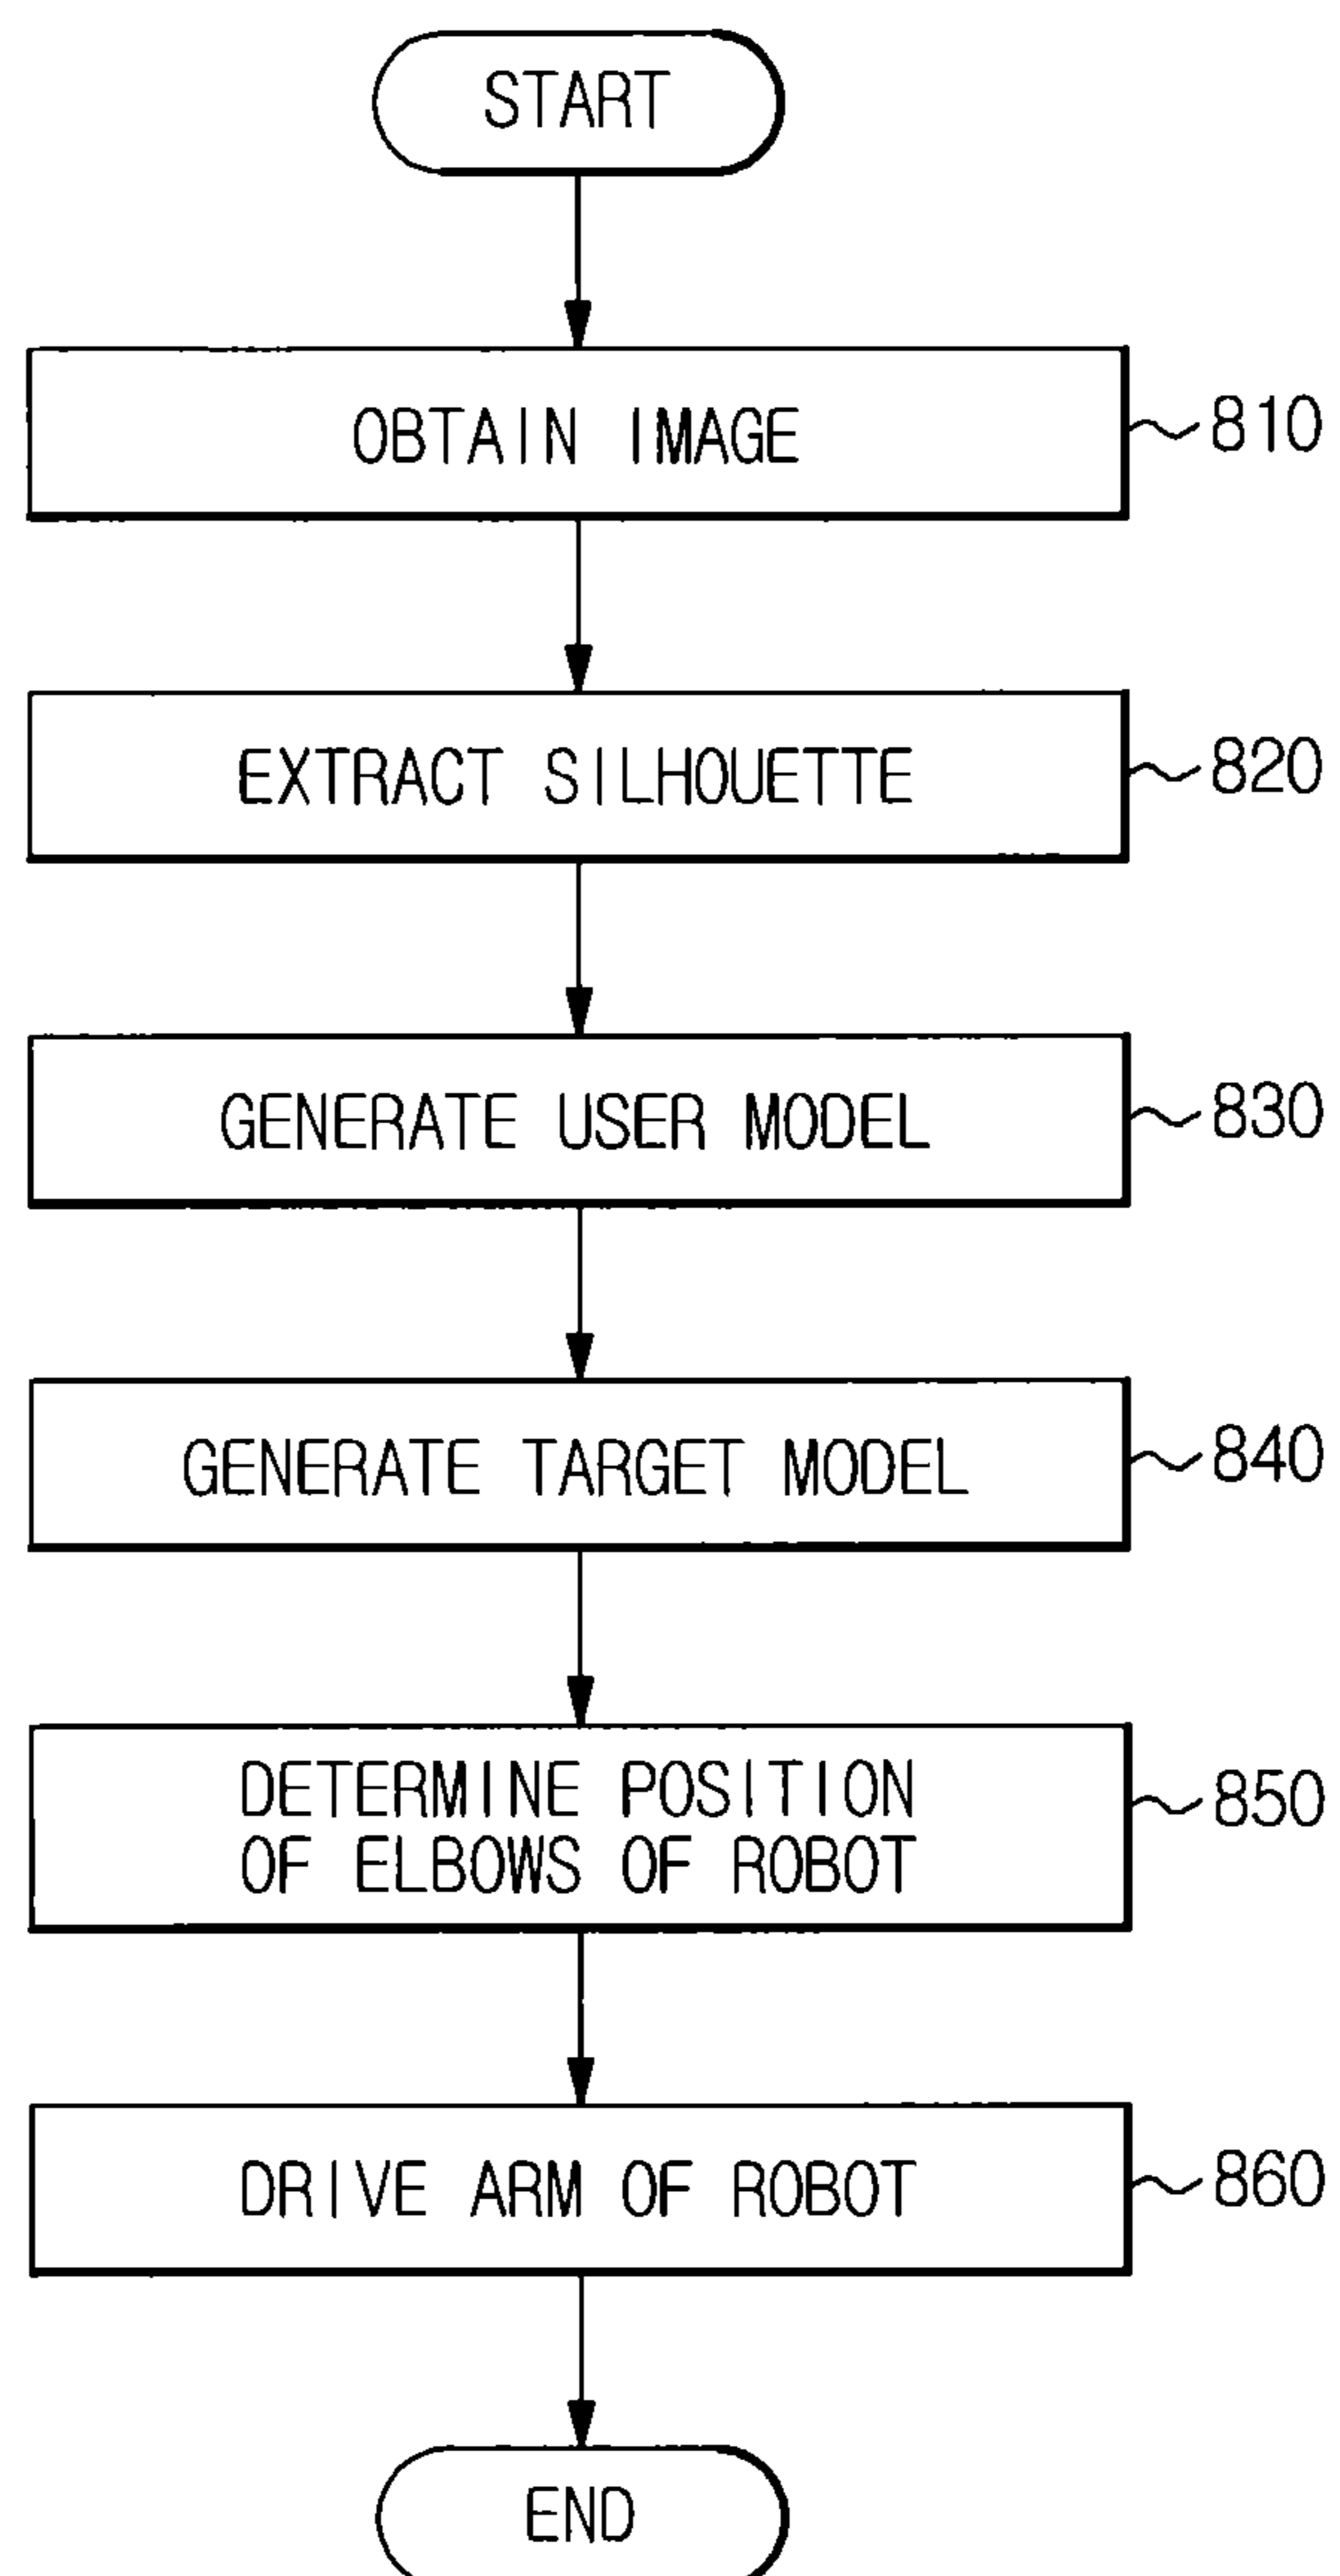 START
OBTAIN IMAGE
810
EXTRACT SILHOUETTE
820
GENERATE USER MODEL
830
GENERATE TARGET MODEL
840
DETERMINE POSITION
OF ELBOWS OF ROBOT
850
DRIVE ARM OF ROBOT
860
END